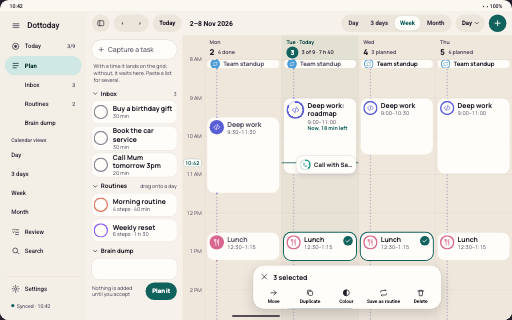 10:42
100%
Dottoday
Today 3/9
Plan
Inbox 3
Routines 2
Brain dump
Calendar views
Day
3 days
Week
Month
Review
Search
Settings
Synced · 10:42
Today
+ Capture a task
With a time it lands on the grid;
without, it waits here. Paste a list
for several.
Inbox 3
Buy a birthday gift
30 min
Book the car
service
30 min
Call Mum
tomorrow 3pm
20 min
Routines drag onto a day
Morning routine
4 steps · 40 min
Weekly reset
6 steps · 1 h 30
Brain dump
Nothing is added
until you accept
Plan it
2–8 Nov 2026
Day
3 days
Week
Month
Day
Mon
2 4 done
Tue · Today
3 3 of 9 · 7 h 40
Wed
4 3 planned
Thu
5 4 planned
8 AM
9 AM
10:42
11 AM
12 PM
1 PM
2 PM
Team standup
Team standup
Team standup
Team standup
Deep work
9:30–11:30
Deep work:
roadmap
9:00–11:00
Now, 18 min left
Call with Sa…
Deep work
9:00–10:30
Deep work
9:00–11:00
Lunch
12:30–1:15
Lunch
12:30–1:15
Lunch
12:30–1:15
Lunch
12:30–1:15
3 selected
Move
Duplicate
Colour
Save as routine
Delete